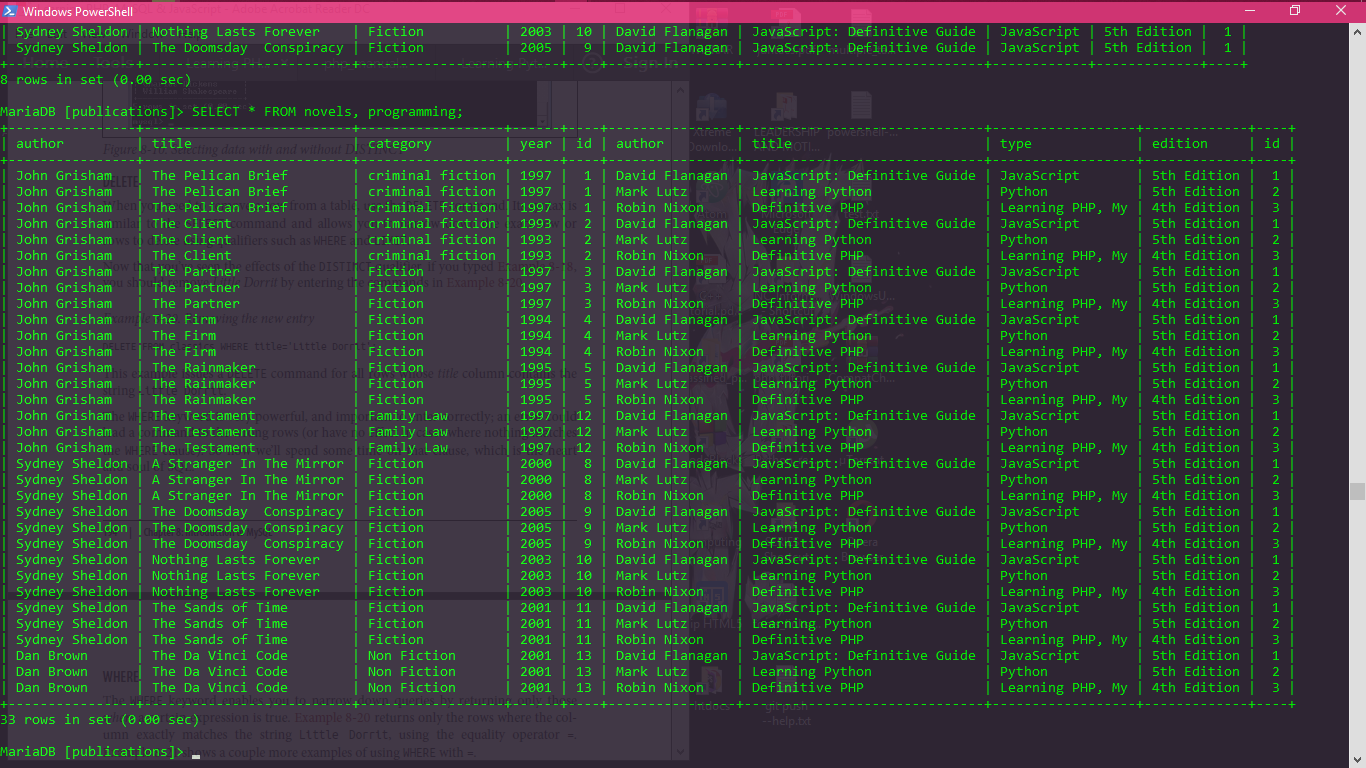 Windows PowerShell
| Sydney Sheldon | Nothing Lasts Forever | Fiction | 2003 | 10 | David Flanagan | JavaScript: Definitive Guide | JavaScript | 5th Edition | 1 |
| Sydney Sheldon | The Doomsday  Conspiracy | Fiction | 2005 | 9 | David Flanagan | JavaScript: Definitive Guide | JavaScript | 5th Edition | 1 |
8 rows in set (0.00 sec)
MariaDB [publications]> SELECT * FROM novels, programming;
| author | title | category | year | id | author | title | type | edition | id |
| John Grisham | The Pelican Brief | criminal fiction | 1997 | 1 | David Flanagan | JavaScript: Definitive Guide | JavaScript | 5th Edition | 1 |
| John Grisham | The Pelican Brief | criminal fiction | 1997 | 1 | Mark Lutz | Learning Python | Python | 5th Edition | 2 |
| John Grisham | The Pelican Brief | criminal fiction | 1997 | 1 | Robin Nixon | Definitive PHP | Learning PHP, My | 4th Edition | 3 |
| John Grisham | The Client | criminal fiction | 1993 | 2 | David Flanagan | JavaScript: Definitive Guide | JavaScript | 5th Edition | 1 |
| John Grisham | The Client | criminal fiction | 1993 | 2 | Mark Lutz | Learning Python | Python | 5th Edition | 2 |
| John Grisham | The Client | criminal fiction | 1993 | 2 | Robin Nixon | Definitive PHP | Learning PHP, My | 4th Edition | 3 |
| John Grisham | The Partner | Fiction | 1997 | 3 | David Flanagan | JavaScript: Definitive Guide | JavaScript | 5th Edition | 1 |
| John Grisham | The Partner | Fiction | 1997 | 3 | Mark Lutz | Learning Python | Python | 5th Edition | 2 |
| John Grisham | The Partner | Fiction | 1997 | 3 | Robin Nixon | Definitive PHP | Learning PHP, My | 4th Edition | 3 |
| John Grisham | The Firm | Fiction | 1994 | 4 | David Flanagan | JavaScript: Definitive Guide | JavaScript | 5th Edition | 1 |
| John Grisham | The Firm | Fiction | 1994 | 4 | Mark Lutz | Learning Python | Python | 5th Edition | 2 |
| John Grisham | The Firm | Fiction | 1994 | 4 | Robin Nixon | Definitive PHP | Learning PHP, My | 4th Edition | 3 |
| John Grisham | The Rainmaker | Fiction | 1995 | 5 | David Flanagan | JavaScript: Definitive Guide | JavaScript | 5th Edition | 1 |
| John Grisham | The Rainmaker | Fiction | 1995 | 5 | Mark Lutz | Learning Python | Python | 5th Edition | 2 |
| John Grisham | The Rainmaker | Fiction | 1995 | 5 | Robin Nixon | Definitive PHP | Learning PHP, My | 4th Edition | 3 |
| John Grisham | The Testament | Family Law | 1997 | 12 | David Flanagan | JavaScript: Definitive Guide | JavaScript | 5th Edition | 1 |
| John Grisham | The Testament | Family Law | 1997 | 12 | Mark Lutz | Learning Python | Python | 5th Edition | 2 |
| John Grisham | The Testament | Family Law | 1997 | 12 | Robin Nixon | Definitive PHP | Learning PHP, My | 4th Edition | 3 |
| Sydney Sheldon | A Stranger In The Mirror | Fiction | 2000 | 8 | David Flanagan | JavaScript: Definitive Guide | JavaScript | 5th Edition | 1 |
| Sydney Sheldon | A Stranger In The Mirror | Fiction | 2000 | 8 | Mark Lutz | Learning Python | Python | 5th Edition | 2 |
| Sydney Sheldon | A Stranger In The Mirror | Fiction | 2000 | 8 | Robin Nixon | Definitive PHP | Learning PHP, My | 4th Edition | 3 |
| Sydney Sheldon | The Doomsday  Conspiracy | Fiction | 2005 | 9 | David Flanagan | JavaScript: Definitive Guide | JavaScript | 5th Edition | 1 |
| Sydney Sheldon | The Doomsday  Conspiracy | Fiction | 2005 | 9 | Mark Lutz | Learning Python | Python | 5th Edition | 2 |
| Sydney Sheldon | The Doomsday  Conspiracy | Fiction | 2005 | 9 | Robin Nixon | Definitive PHP | Learning PHP, My | 4th Edition | 3 |
| Sydney Sheldon | Nothing Lasts Forever | Fiction | 2003 | 10 | David Flanagan | JavaScript: Definitive Guide | JavaScript | 5th Edition | 1 |
| Sydney Sheldon | Nothing Lasts Forever | Fiction | 2003 | 10 | Mark Lutz | Learning Python | Python | 5th Edition | 2 |
| Sydney Sheldon | Nothing Lasts Forever | Fiction | 2003 | 10 | Robin Nixon | Definitive PHP | Learning PHP, My | 4th Edition | 3 |
| Sydney Sheldon | The Sands of Time | Fiction | 2001 | 11 | David Flanagan | JavaScript: Definitive Guide | JavaScript | 5th Edition | 1 |
| Sydney Sheldon | The Sands of Time | Fiction | 2001 | 11 | Mark Lutz | Learning Python | Python | 5th Edition | 2 |
| Sydney Sheldon | The Sands of Time | Fiction | 2001 | 11 | Robin Nixon | Definitive PHP | Learning PHP, My | 4th Edition | 3 |
| Dan Brown | The Da Vinci Code | Non Fiction | 2001 | 13 | David Flanagan | JavaScript: Definitive Guide | JavaScript | 5th Edition | 1 |
| Dan Brown | The Da Vinci Code | Non Fiction | 2001 | 13 | Mark Lutz | Learning Python | Python | 5th Edition | 2 |
| Dan Brown | The Da Vinci Code | Non Fiction | 2001 | 13 | Robin Nixon | Definitive PHP | Learning PHP, My | 4th Edition | 3 |
33 rows in set (0.00 sec)
MariaDB [publications]>